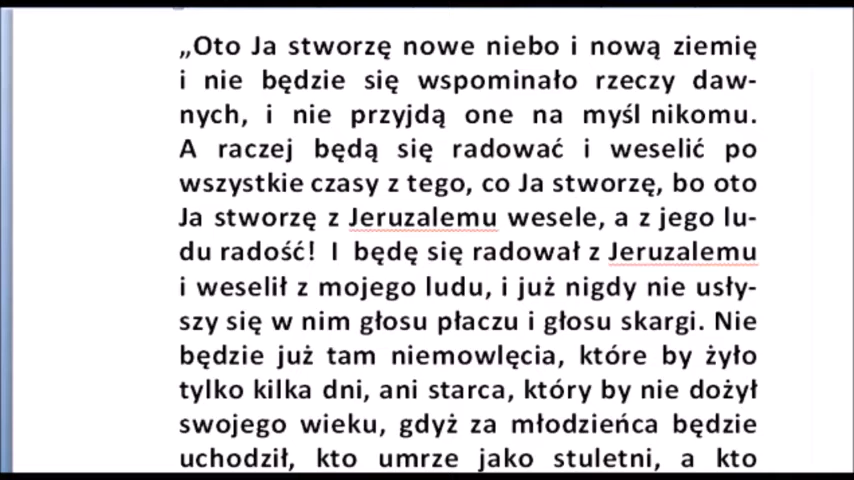 „Oto Ja stworzę nowe niebo i nową ziemię
i nie będzie się wspominało rzeczy daw-
nych, i nie przyjdą one na myśl nikomu.
A raczej będą się radować i weselić po
wszystkie czasy z tego, co Ja stworzę, bo oto
Ja stworzę z Jeruzalemu wesele, a z jego lu-
du radość! I będę się radował z Jeruzalemu
i weselił z mojego ludu, i już nigdy nie usły-
szy się w nim głosu płaczu i głosu skargi. Nie
będzie już tam niemowlęcia, które by żyło
tylko kilka dni, ani starca, który by nie dożył
swojego wieku, gdyż za młodzieńca będzie
uchodził, kto umrze jako stuletni, a kto